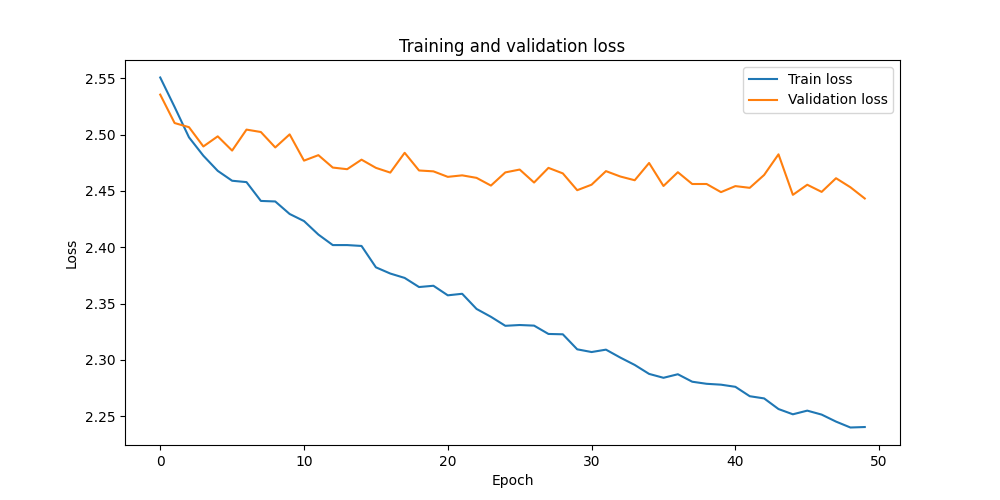 Training and validation loss
Train loss
Validation loss
2.55
2.50
2.45
2.40
2.35
2.30
2.25
Loss
0
10
20
30
40
50
Epoch